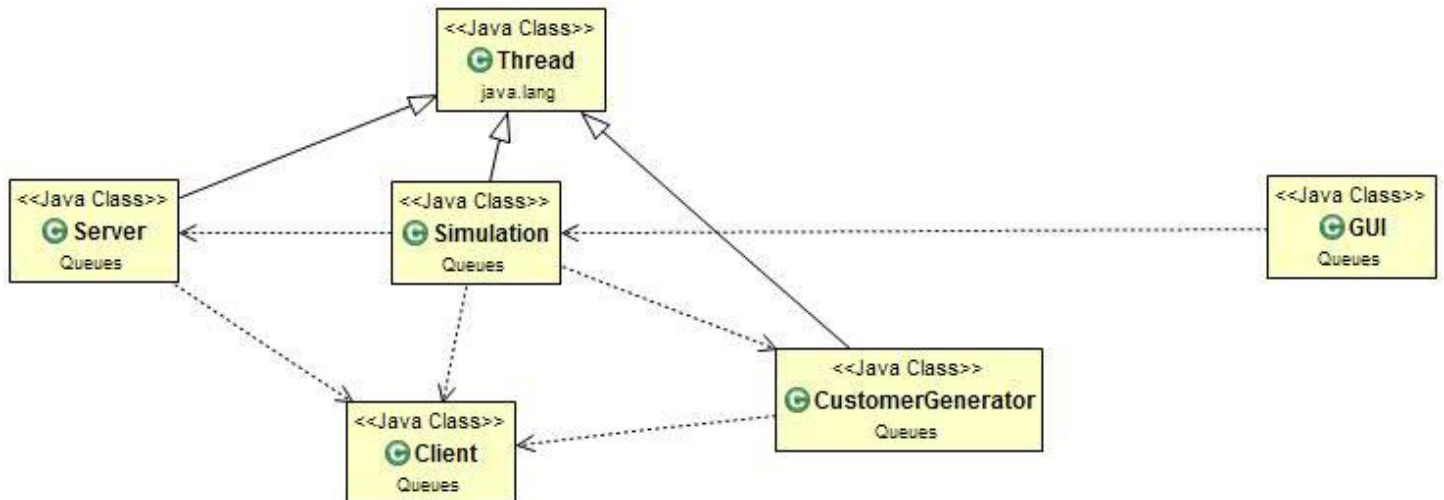 <<Java Class>>
Thread
java.lang
<<Java Class>>
Server
Queues
<<Java Class>>
Simulation
Queues
<<Java Class>>
GUI
Queues
<<Java Class>>
CustomerGenerator
Queues
<<Java Class>>
Client
Queues